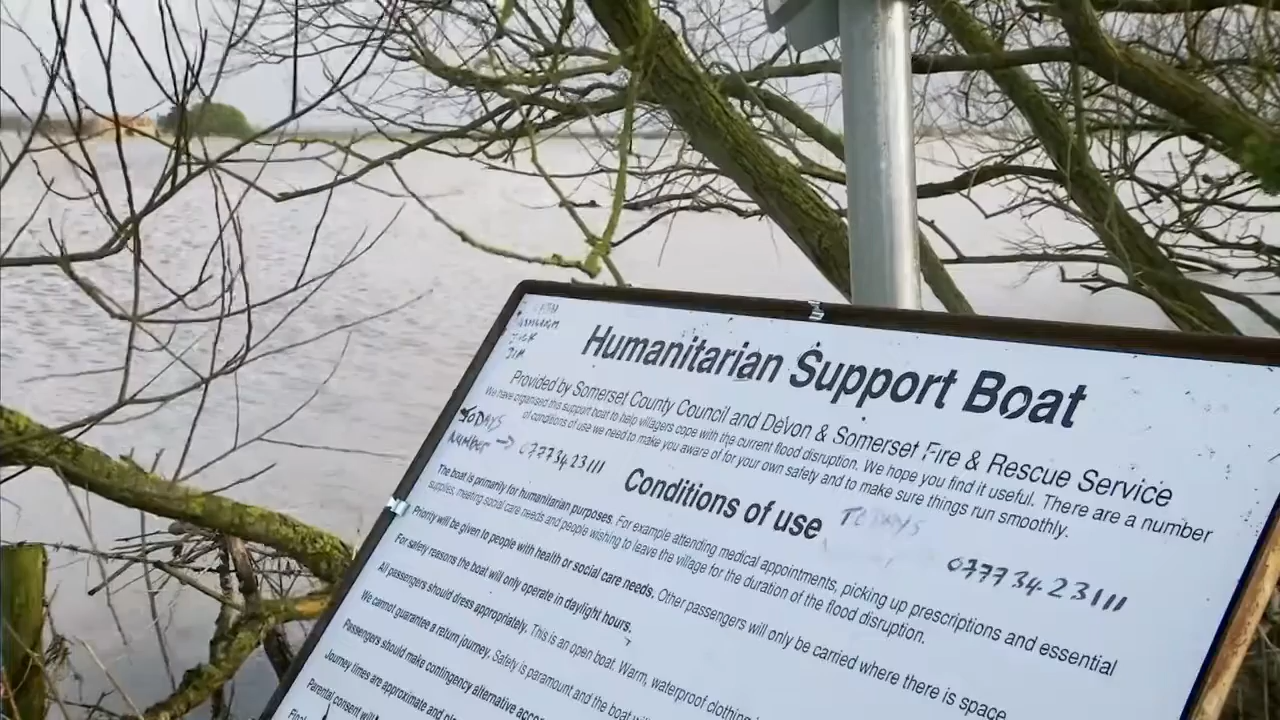 JIM
Humanitarian Support Boat
Provided by Somerset County Council and Devon & Somerset Fire & Rescue Service
We have organised this support boat to help villagers cope with the current flood disruption. We hope you find it useful. There are a number
of conditions of use we need to make you aware of for your own safety and to make sure things run smoothly.
TODAYS
NUMBER → 07773423111
Conditions of use
TODAYS
07773423111
The boat is primarily for humanitarian purposes. For example attending medical appointments, picking up prescriptions and essential
supplies, meeting social care needs and people wishing to leave the village for the duration of the flood disruption.
Priority will be given to people with health or social care needs. Other passengers will only be carried where there is space
For safety reasons the boat will only operate in daylight hours.
All passengers should dress appropriately. This is an open boat. Warm, waterproof clothing
We cannot guarantee a return journey. Safety is paramount and the boat will
Passengers should make contingency alternative
Journey times are approximate and
Parental consent will